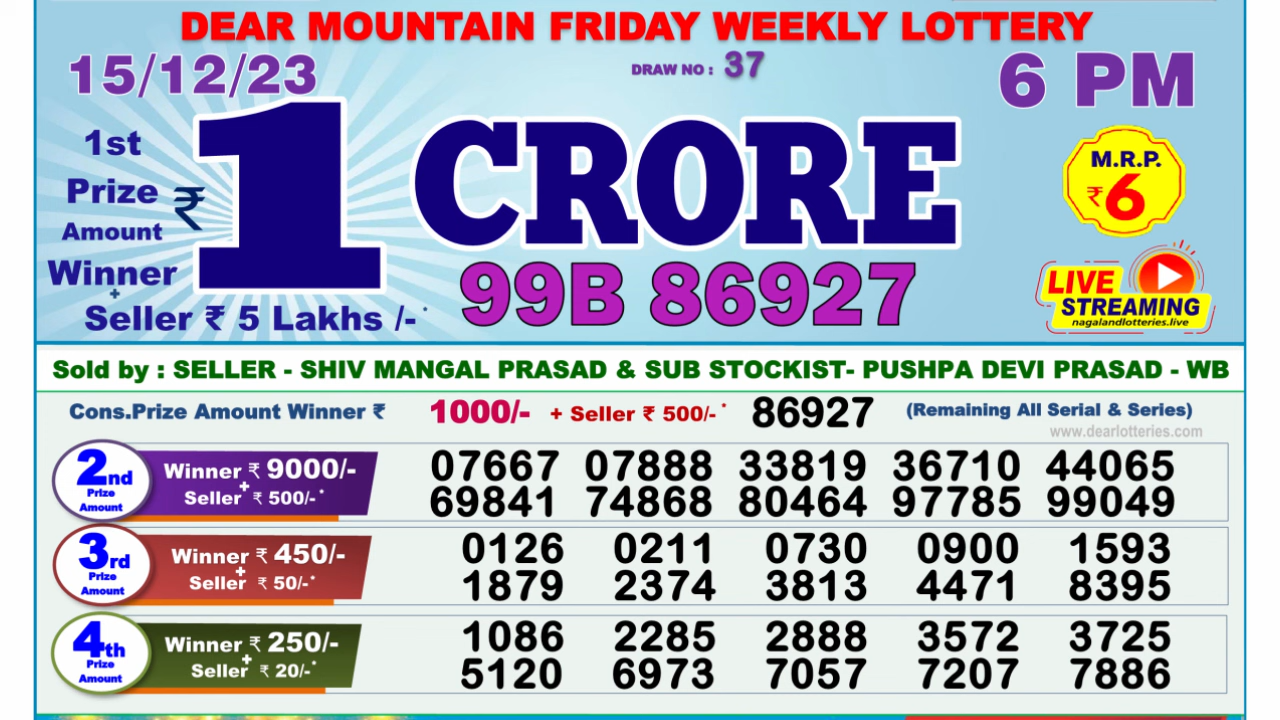 DEAR MOUNTAIN FRIDAY WEEKLY LOTTERY
15/12/23
DRAW NO : 37
6 PM
1st
Prize
Amount
Winner
+
Seller ₹ 5 Lakhs /-*
₹ 1 CRORE
99B 86927
M.R.P.
₹6
LIVE
STREAMING
nagalandlotteries.live
Sold by : SELLER - SHIV MANGAL PRASAD & SUB STOCKIST- PUSHPA DEVI PRASAD - WB
Cons.Prize Amount Winner ₹ 1000/- + Seller ₹ 500/-* 86927 (Remaining All Serial & Series)
www.dearlotteries.com
2nd
Prize
Amount
Winner ₹ 9000/-
+
Seller ₹ 500/-*
07667 07888 33819 36710 44065
69841 74868 80464 97785 99049
3rd
Prize
Amount
Winner ₹ 450/-
+
Seller ₹ 50/-*
0126 0211 0730 0900 1593
1879 2374 3813 4471 8395
4th
Prize
Amount
Winner ₹ 250/-
+
Seller ₹ 20/-*
1086 2285 2888 3572 3725
5120 6973 7057 7207 7886